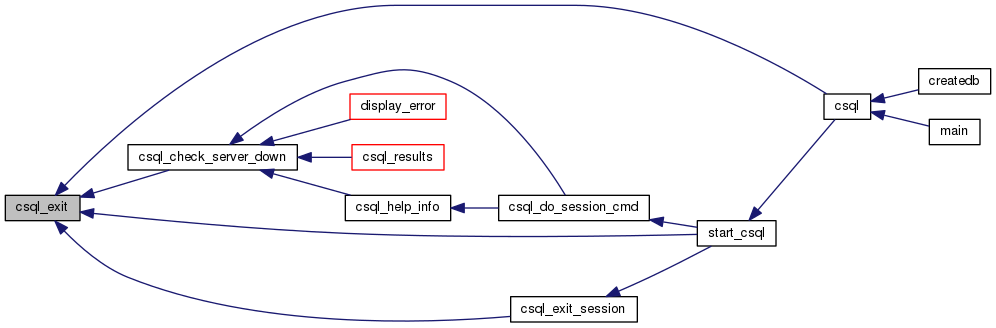 createdb
csql
display_error
main
csql_check_server_down
csql_results
csql_exit
csql_help_info
csql_do_session_cmd
start_csql
csql_exit_session